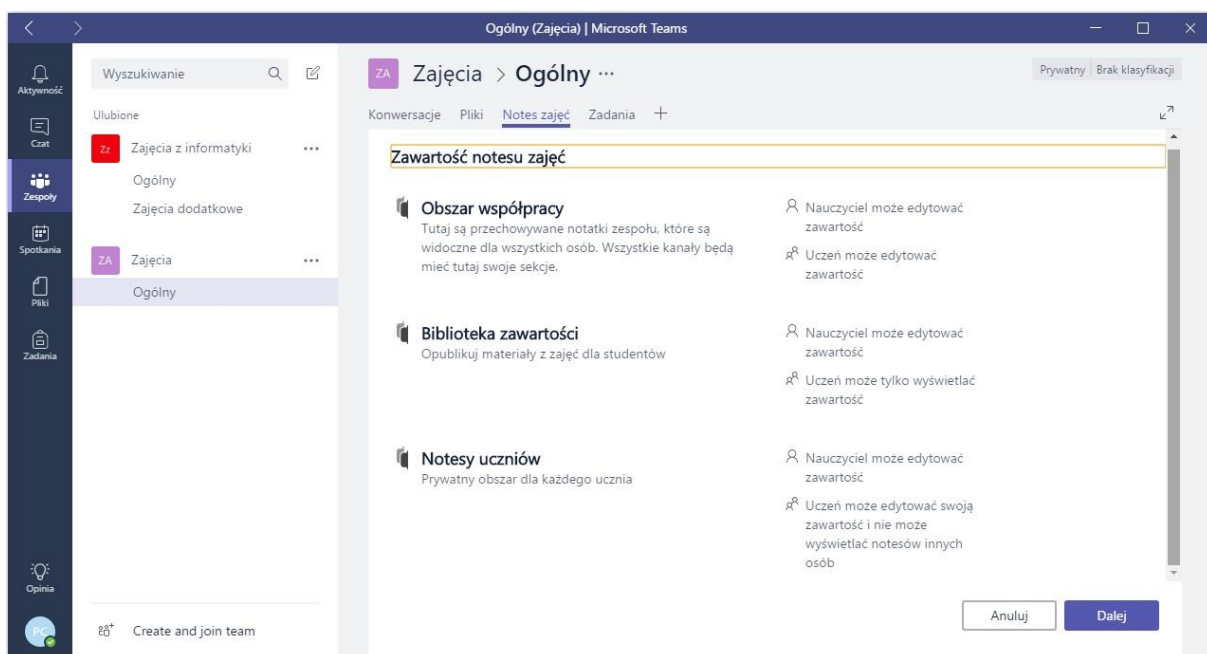 Ogólny (Zajęcia) | Microsoft Teams
Aktywność
Czat
Zespoły
Spotkania
Pliki
Zadania
Opinia
PC
Wyszukiwanie
Ulubione
Zz Zajęcia z informatyki ...
Ogólny
Zajęcia dodatkowe
ZA Zajęcia ...
Ogólny
Create and join team
ZA Zajęcia > Ogólny ...
Prywatny Brak klasyfikacji
Konwersacje Pliki Notes zajęć Zadania +
Zawartość notesu zajęć
Obszar współpracy
Tutaj są przechowywane notatki zespołu, które są
widoczne dla wszystkich osób. Wszystkie kanały będą
mieć tutaj swoje sekcje.
Nauczyciel może edytować
zawartość
Uczeń może edytować
zawartość
Biblioteka zawartości
Opublikuj materiały z zajęć dla studentów
Nauczyciel może edytować
zawartość
Uczeń może tylko wyświetlać
zawartość
Notesy uczniów
Prywatny obszar dla każdego ucznia
Nauczyciel może edytować
zawartość
Uczeń może edytować swoją
zawartość i nie może
wyświetlać notesów innych
osób
Anuluj Dalej